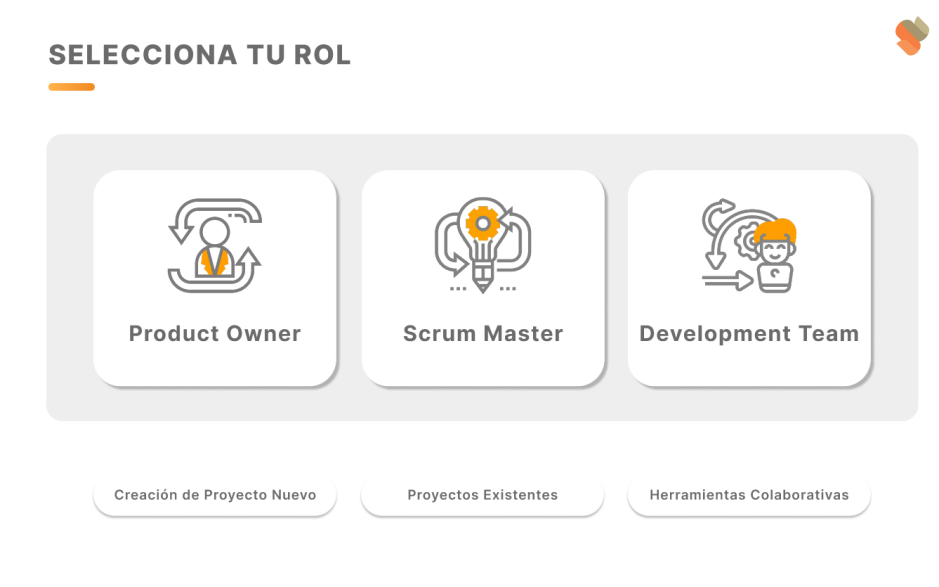 SELECCIONA TU ROL
Product Owner
Scrum Master
Development Team
Creación de Proyecto Nuevo
Proyectos Existentes
Herramientas Colaborativas